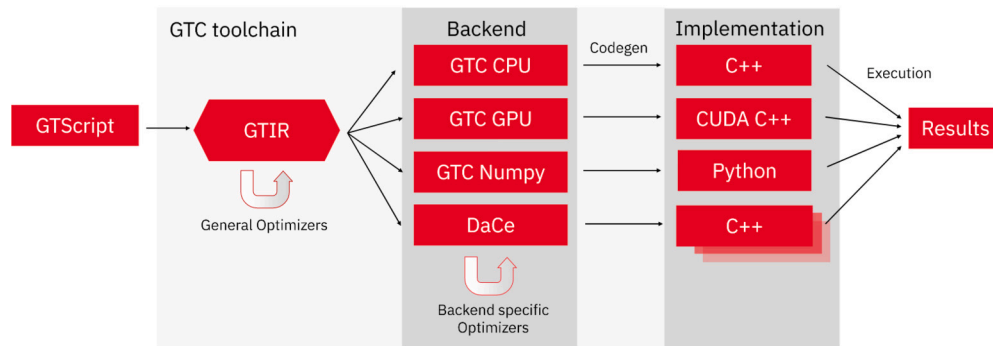 GTC toolchain
Backend
Implementation
GTScript
GTIR
General Optimizers
GTC CPU
GTC GPU
GTC Numpy
DaCe
Backend specific
Optimizers
Codegen
C++
CUDA C++
Python
C++
Execution
Results